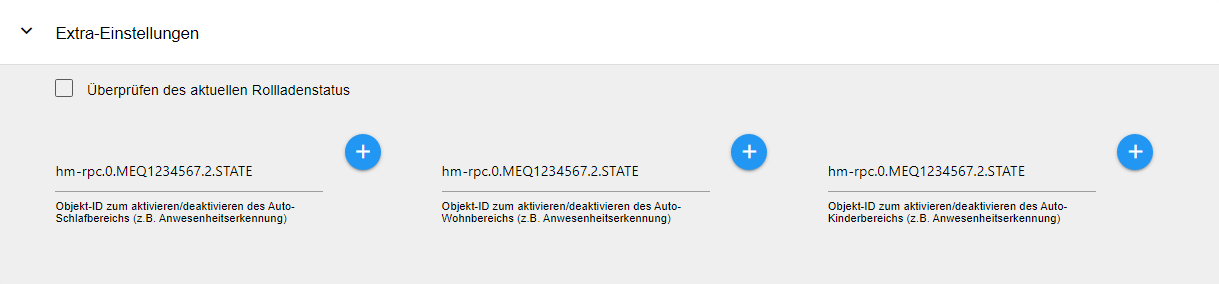 Extra-Einstellungen
Überprüfen des aktuellen Rollladenstatus
hm-rpc.0.MEQ1234567.2.STATE
Objekt-ID zum aktivieren/deaktivieren des Auto-
Schlafbereichs (z.B. Anwesenheitserkennung)
hm-rpc.0.MEQ1234567.2.STATE
Objekt-ID zum aktivieren/deaktivieren des Auto-
Wohnbereichs (z.B. Anwesenheitserkennung)
hm-rpc.0.MEQ1234567.2.STATE
Objekt-ID zum aktivieren/deaktivieren des Auto-
Kinderbereichs (z.B. Anwesenheitserkennung)